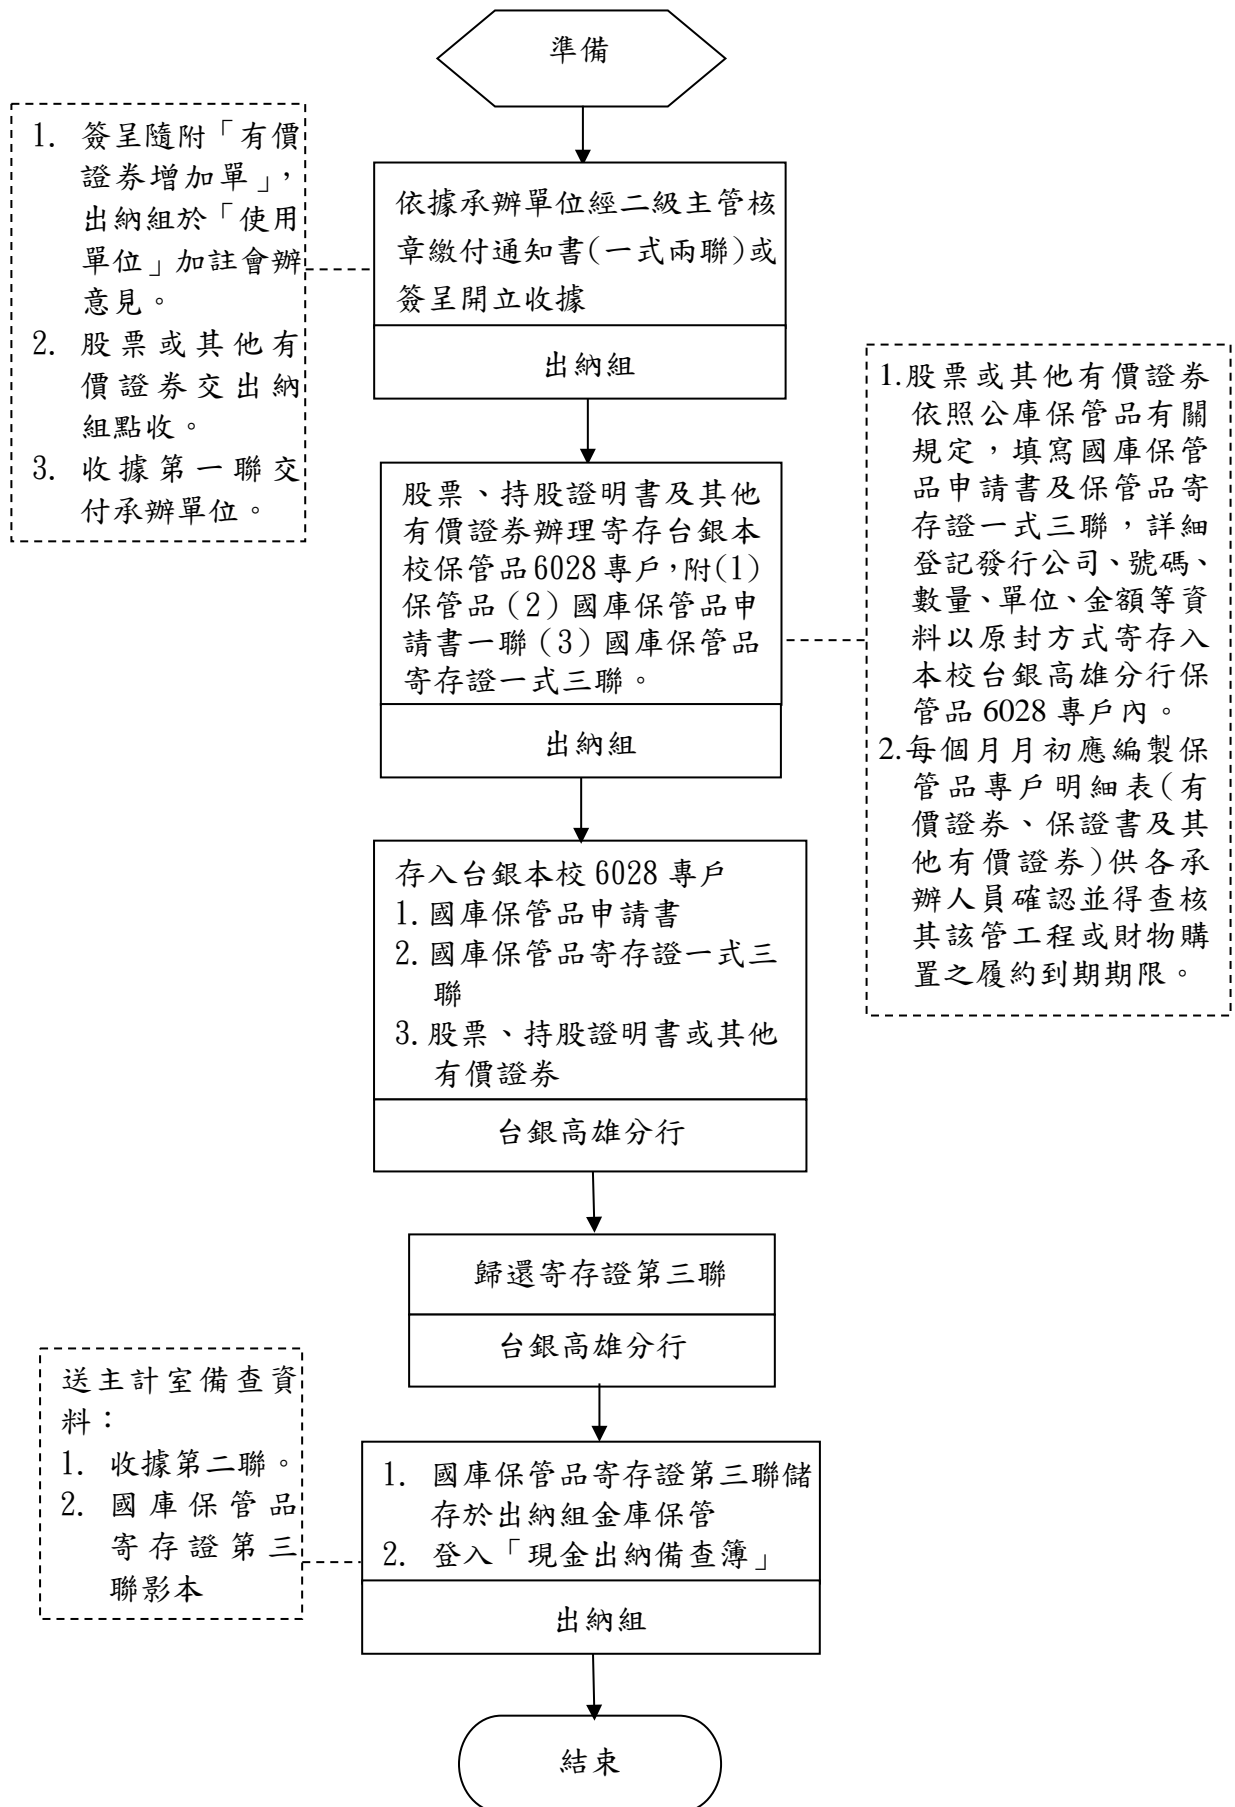 準備
1. 簽呈隨附「有價
證券增加單」，
出納組於「使用
單位」加註會辦
意見。
2. 股票或其他有
價證券交出納
組點收。
3. 收據第一聯交
付承辦單位。
依據承辦單位經二級主管核
章繳付通知書(一式兩聯)或
簽呈開立收據
出納組
1.股票或其他有價證券
依照公庫保管品有關
規定，填寫國庫保管
品申請書及保管品寄
存證一式三聯，詳細
登記發行公司、號碼、
數量、單位、金額等資
料以原封方式寄存入
本校台銀高雄分行保
管品 6028 專戶內。
2.每個月月初應編製保
管品專戶明細表(有
價證券、保證書及其
他有價證券)供各承
辦人員確認並得查核
其該管工程或財物購
置之履約到期期限。
股票、持股證明書及其他
有價證券辦理寄存台銀本
校保管品 6028 專戶，附(1)
保管品(2)國庫保管品申
請書一聯(3)國庫保管品
寄存證一式三聯。
出納組
存入台銀本校 6028 專戶
1.國庫保管品申請書
2.國庫保管品寄存證一式三
聯
3.股票、持股證明書或其他
有價證券
台銀高雄分行
歸還寄存證第三聯
台銀高雄分行
送主計室備查資
料：
1. 收據第二聯。
2. 國庫保管品
寄存證第三
聯影本
1. 國庫保管品寄存證第三聯儲
存於出納組金庫保管
2. 登入「現金出納備查簿」
出納組
結束